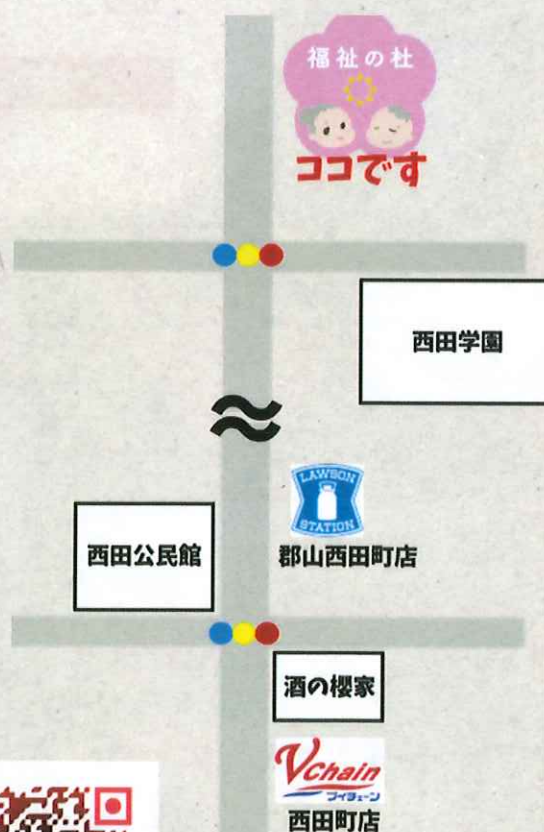 福祉の杜
ココです
西田学園
LAWSON
STATION
郡山西田町店
西田公民館
酒の櫻家
Vchain
ブイチェーン
西田町店